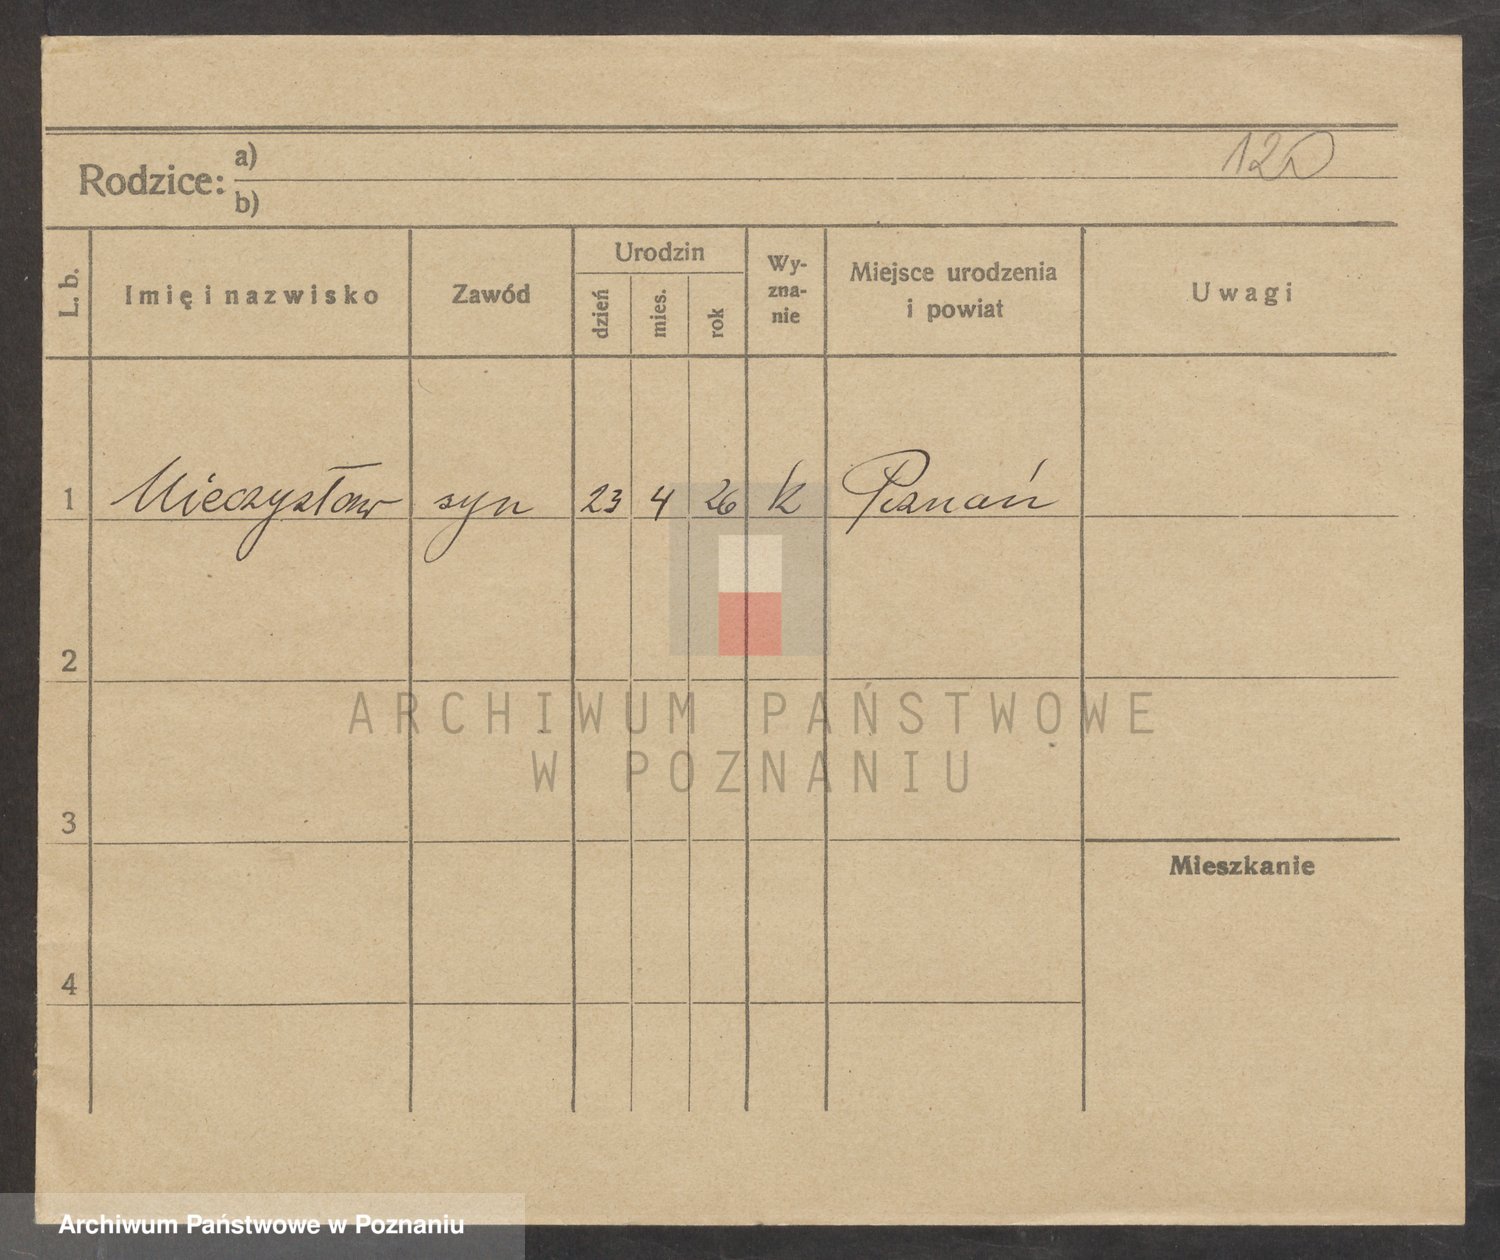 120
Rodzice: a)
b)
L. b.
Imię i nazwisko
Zawód
Urodzin
dzień
mies.
rok
Wy-
zna-
nie
Miejsce urodzenia
i powiat
Uwagi
1 Mieczysław syn 23 4 26 k Poznań
2
3
Mieszkanie
4
ARCHIWUM PAŃSTWOWE
W POZNANIU
Archiwum Państwowe w Poznaniu